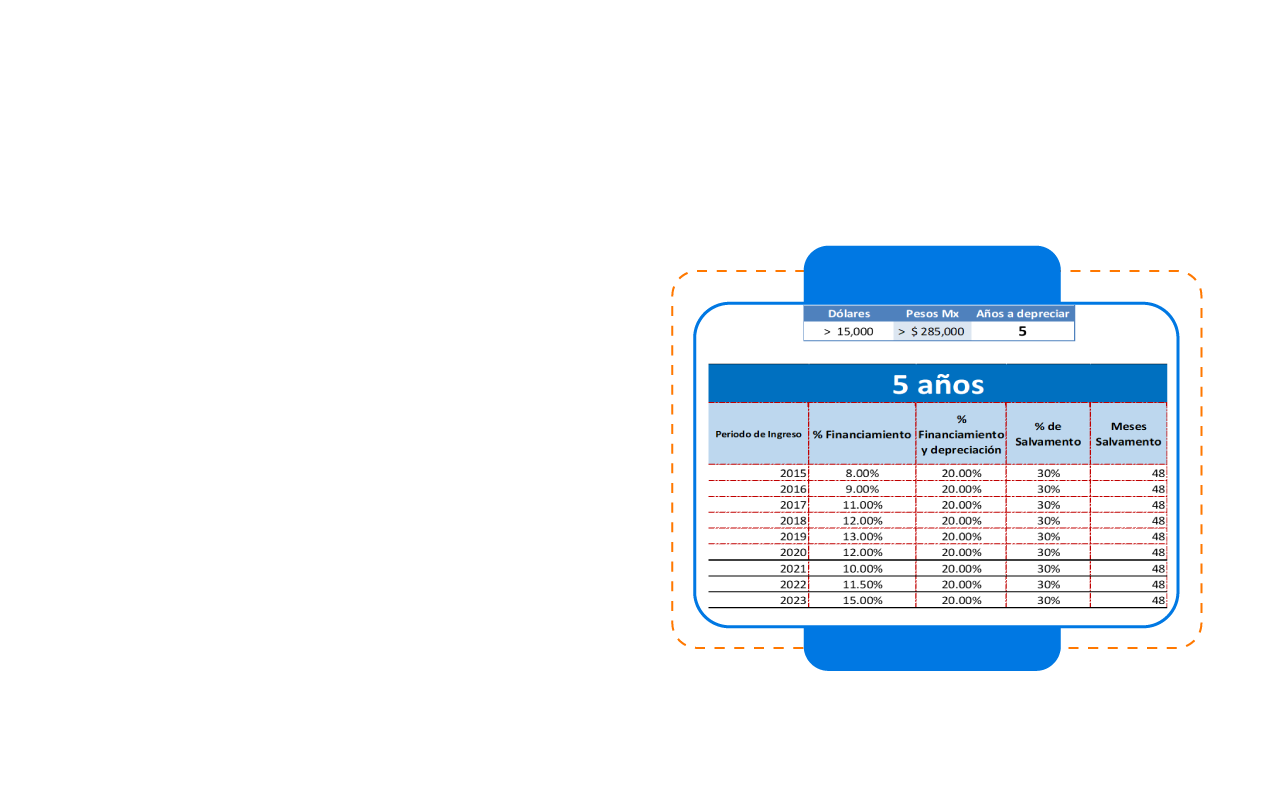 Dólares Pesos Mx Años a depreciar
> 15,000 > $ 285,000 5
5 años
Periodo de Ingreso % Financiamiento % Financiamiento y depreciación % de Salvamento Meses Salvamento
2015 8.00% 20.00% 30% 48
2016 9.00% 20.00% 30% 48
2017 11.00% 20.00% 30% 48
2018 12.00% 20.00% 30% 48
2019 13.00% 20.00% 30% 48
2020 12.00% 20.00% 30% 48
2021 10.00% 20.00% 30% 48
2022 11.50% 20.00% 30% 48
2023 15.00% 20.00% 30% 48